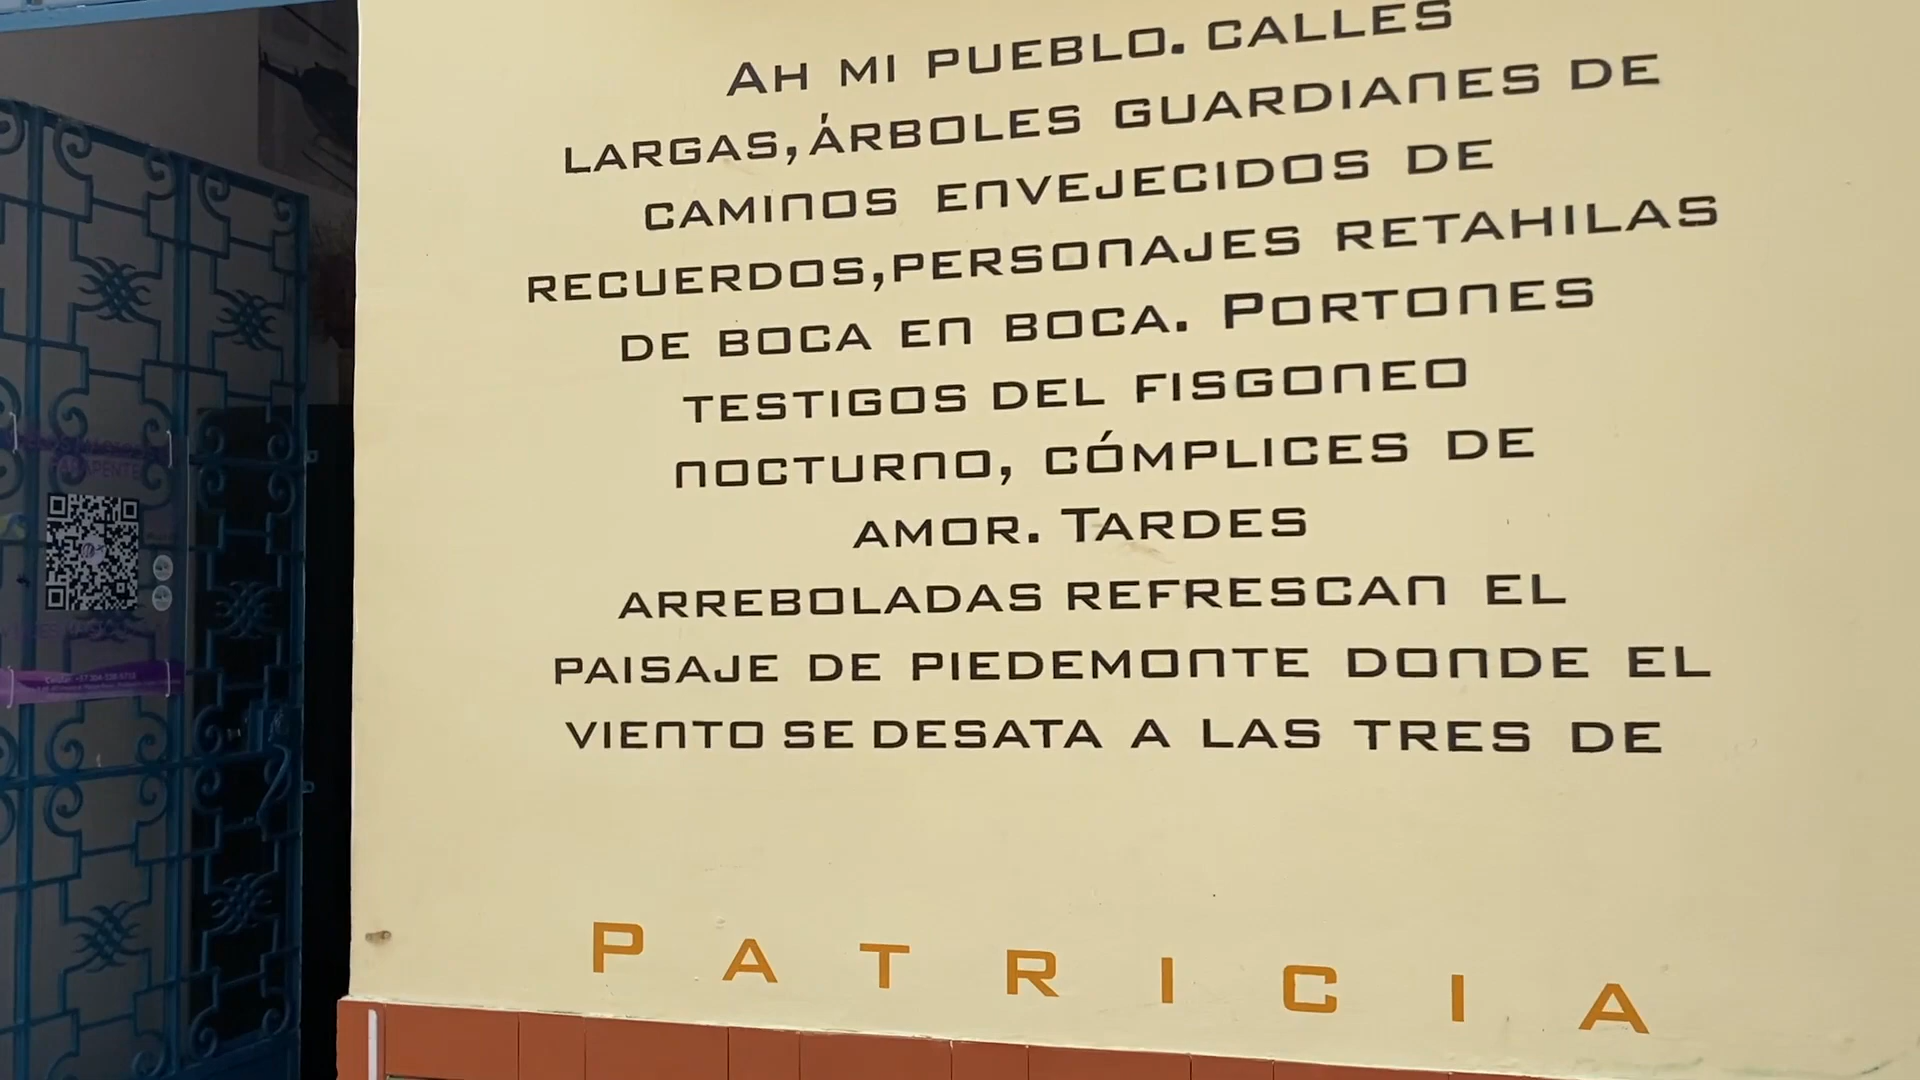 Ah mi pueblo. Calles
largas, árboles guardianes de
caminos envejecidos de
recuerdos, personajes retahilas
de boca en boca. Portones
testigos del fisgoneo
nocturno, cómplices de
amor. Tardes
arreboladas refrescan el
paisaje de piedemonte donde el
viento se desata a las tres de
PATRICIA